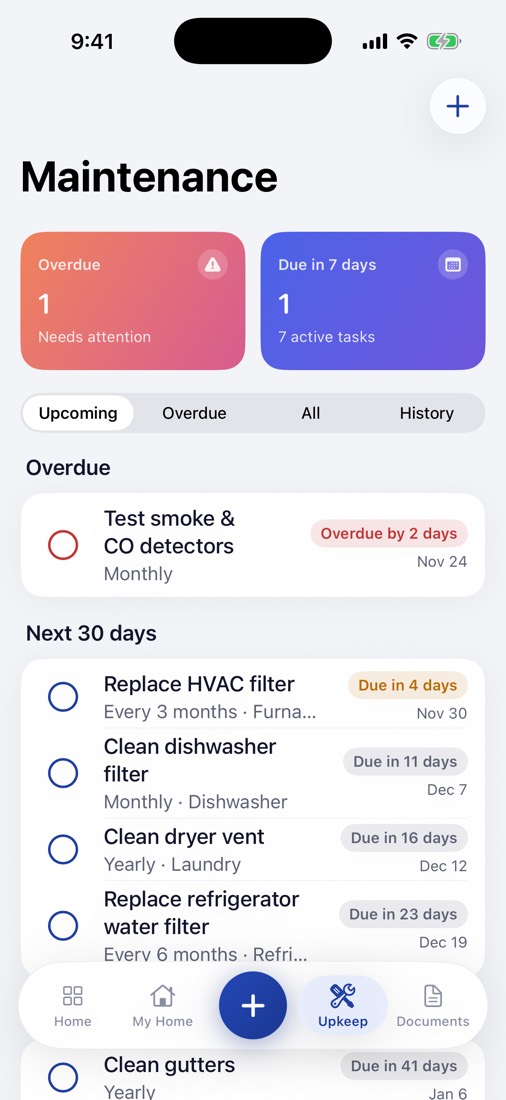 9:41
Maintenance
Overdue
1
Needs attention
Due in 7 days
1
7 active tasks
Upcoming
Overdue
All
History
Overdue
Test smoke &
CO detectors
Monthly
Overdue by 2 days
Nov 24
Next 30 days
Replace HVAC filter
Every 3 months · Furna...
Due in 4 days
Nov 30
Clean dishwasher
filter
Monthly · Dishwasher
Due in 11 days
Dec 7
Clean dryer vent
Yearly · Laundry
Due in 16 days
Dec 12
Replace refrigerator
water filter
Every 6 months · Refri...
Due in 23 days
Dec 19
Home
My Home
Upkeep
Documents
Clean gutters
Yearly
Due in 41 days
Jan 6